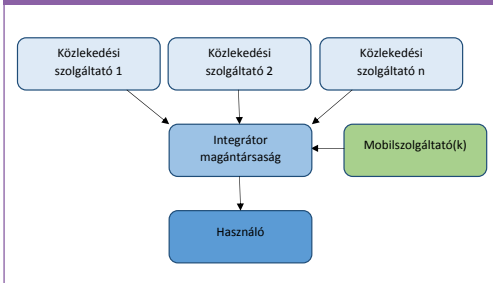 Közlekedési
szolgáltató 1
Közlekedési
szolgáltató 2
Közlekedési
szolgáltató n
Integrátor
magántársaság
Mobilszolgáltató(k)
Használó